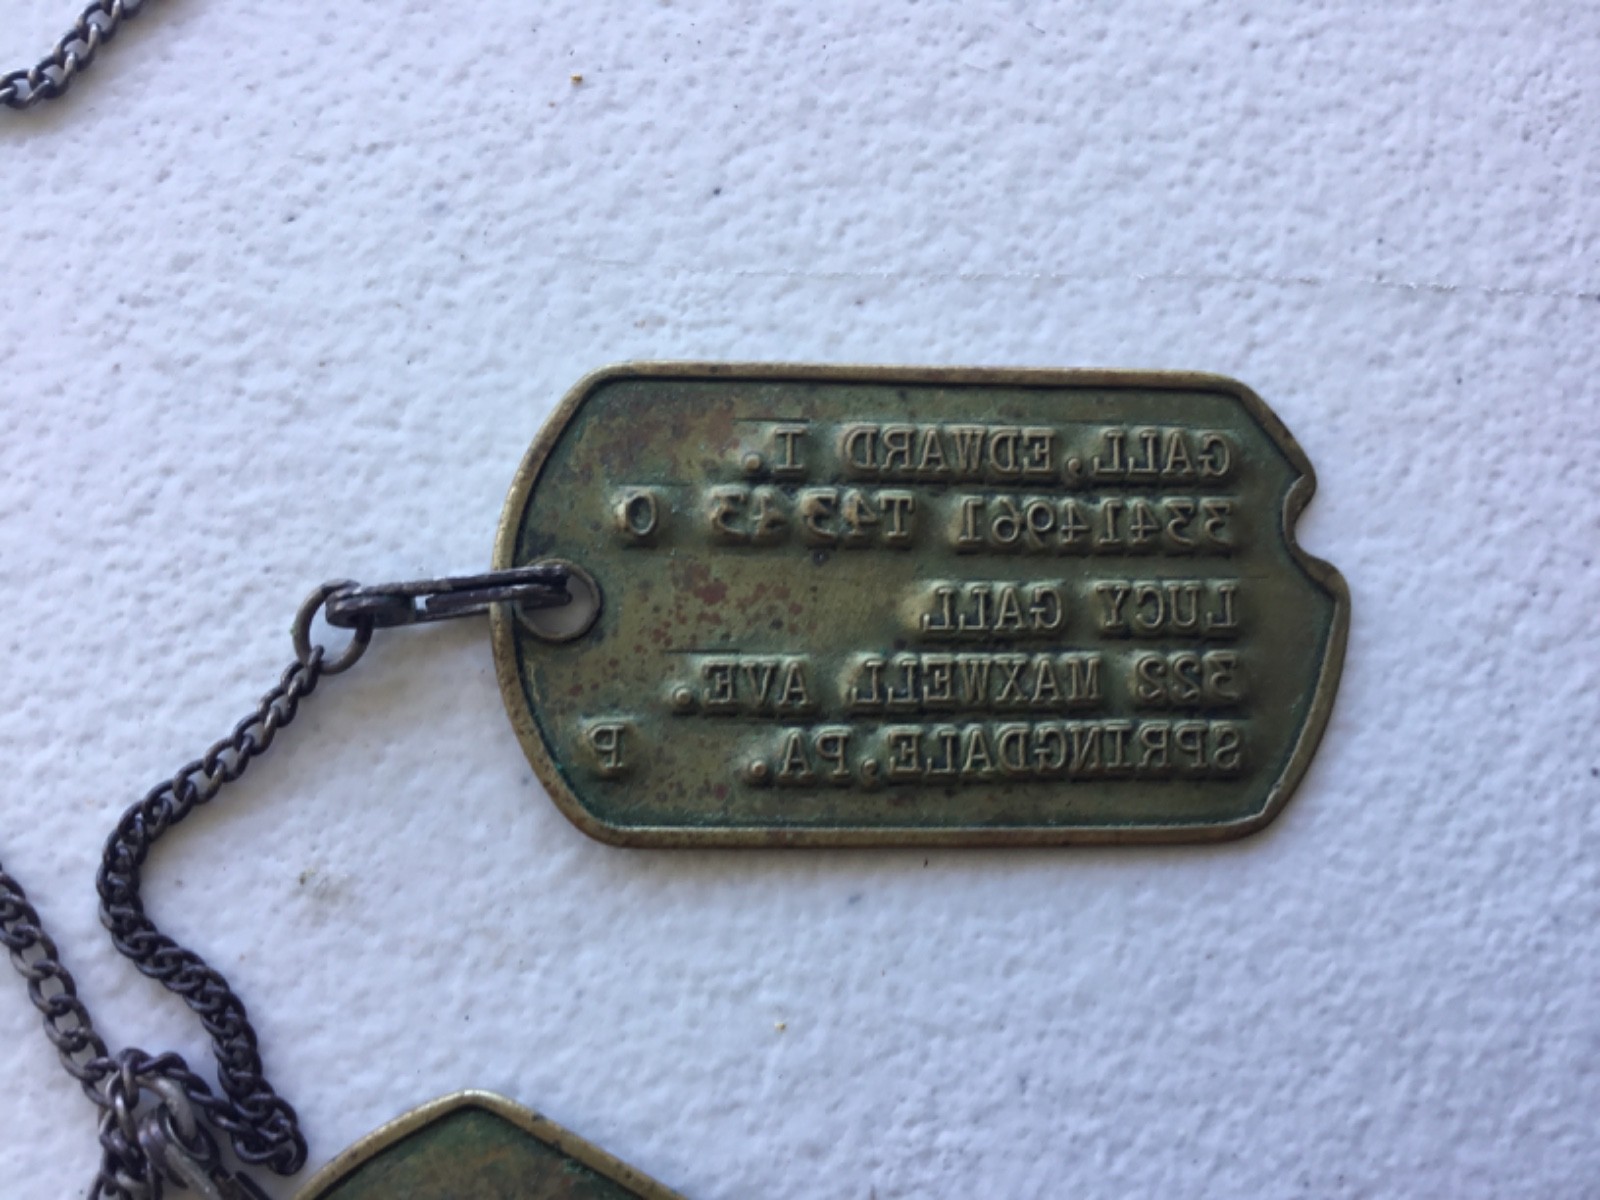 GALL,EDWARD I.
33414961 T43 43 O
LUCY GALL
322 MAXWELL AVE.
SPRINGDALE,PA. P